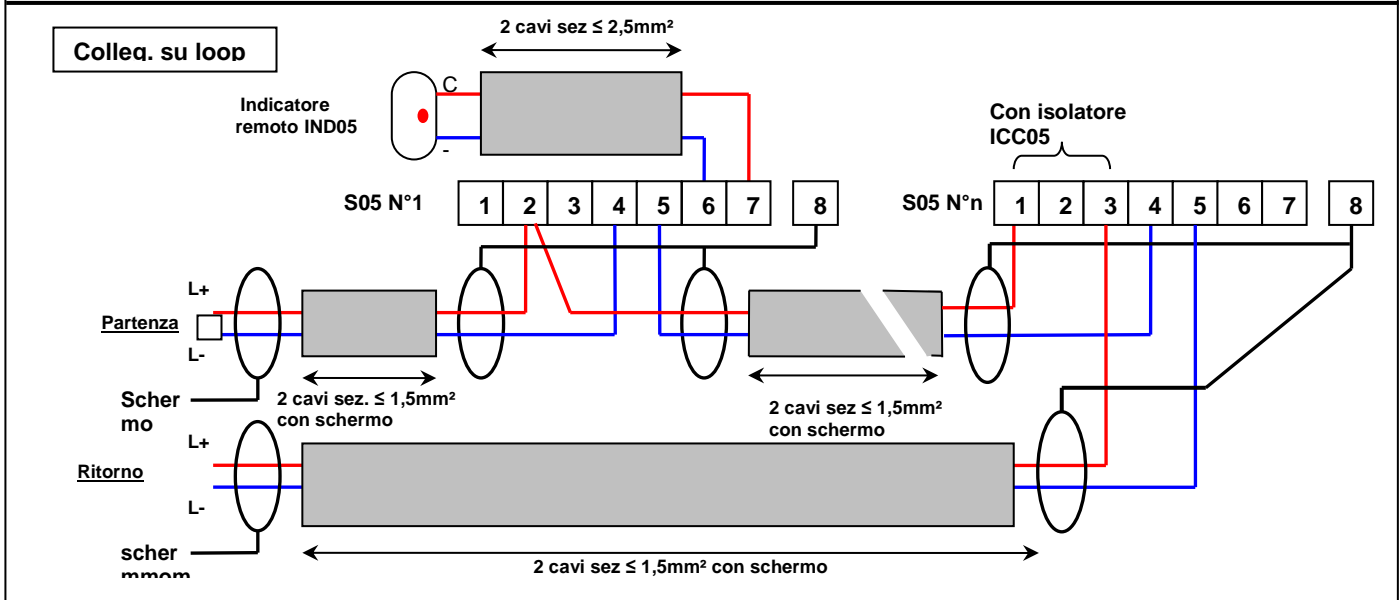 2 cavi sez ≤ 2,5mm²
Colleg. su loop
C
Indicatore
remoto IND05
-
Con isolatore
ICC05
S05 N°1
1 2 3 4 5 6 7 8
S05 N°n
1 2 3 4 5 6 7 8
L+
Partenza
L-
Scher
mo
2 cavi sez. ≤ 1,5mm²
con schermo
2 cavi sez ≤ 1,5mm²
con schermo
L+
Ritorno
L-
scher
mmom
2 cavi sez ≤ 1,5mm² con schermo